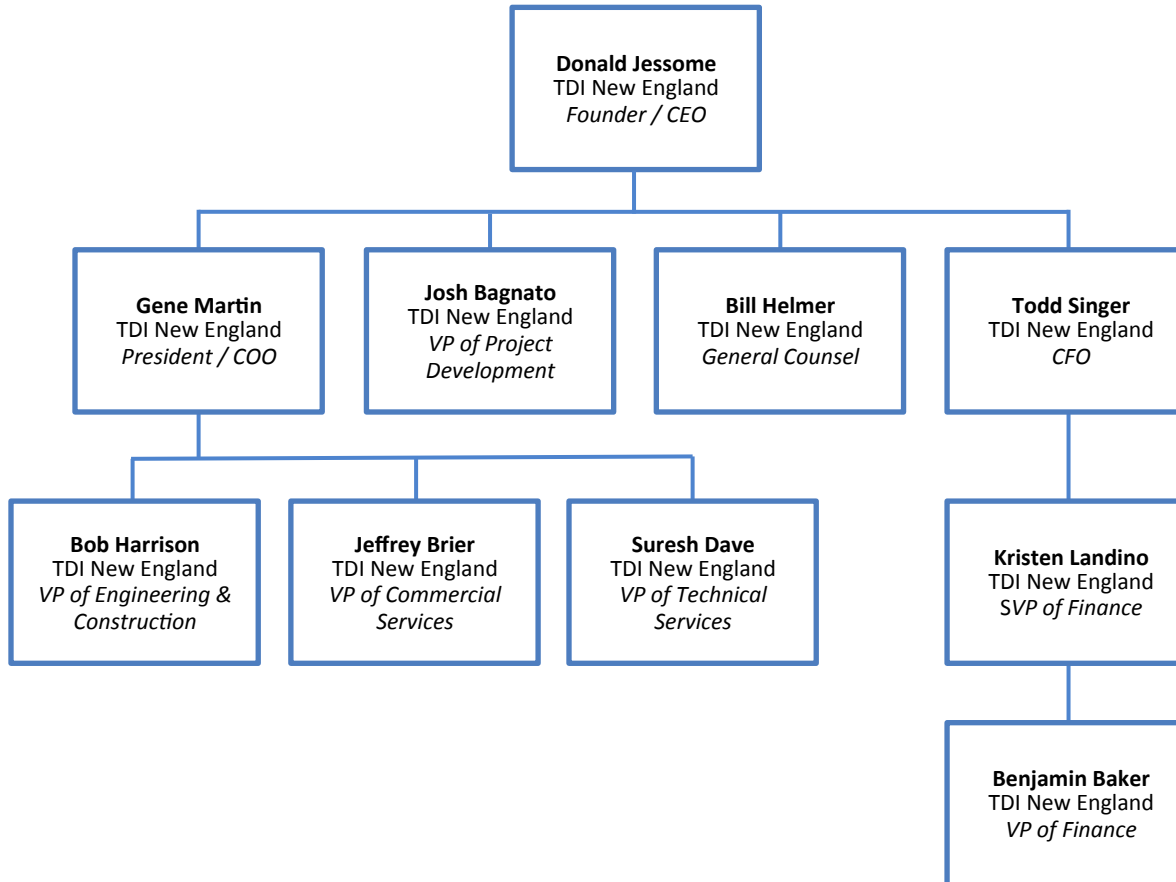 Donald Jessome
TDI New England
Founder / CEO
Gene Martin
TDI New England
President / COO
Josh Bagnato
TDI New England
VP of Project
Development
Bill Helmer
TDI New England
General Counsel
Todd Singer
TDI New England
CFO
Bob Harrison
TDI New England
VP of Engineering &
Construction
Jeffrey Brier
TDI New England
VP of Commercial
Services
Suresh Dave
TDI New England
VP of Technical
Services
Kristen Landino
TDI New England
SVP of Finance
Benjamin Baker
TDI New England
VP of Finance